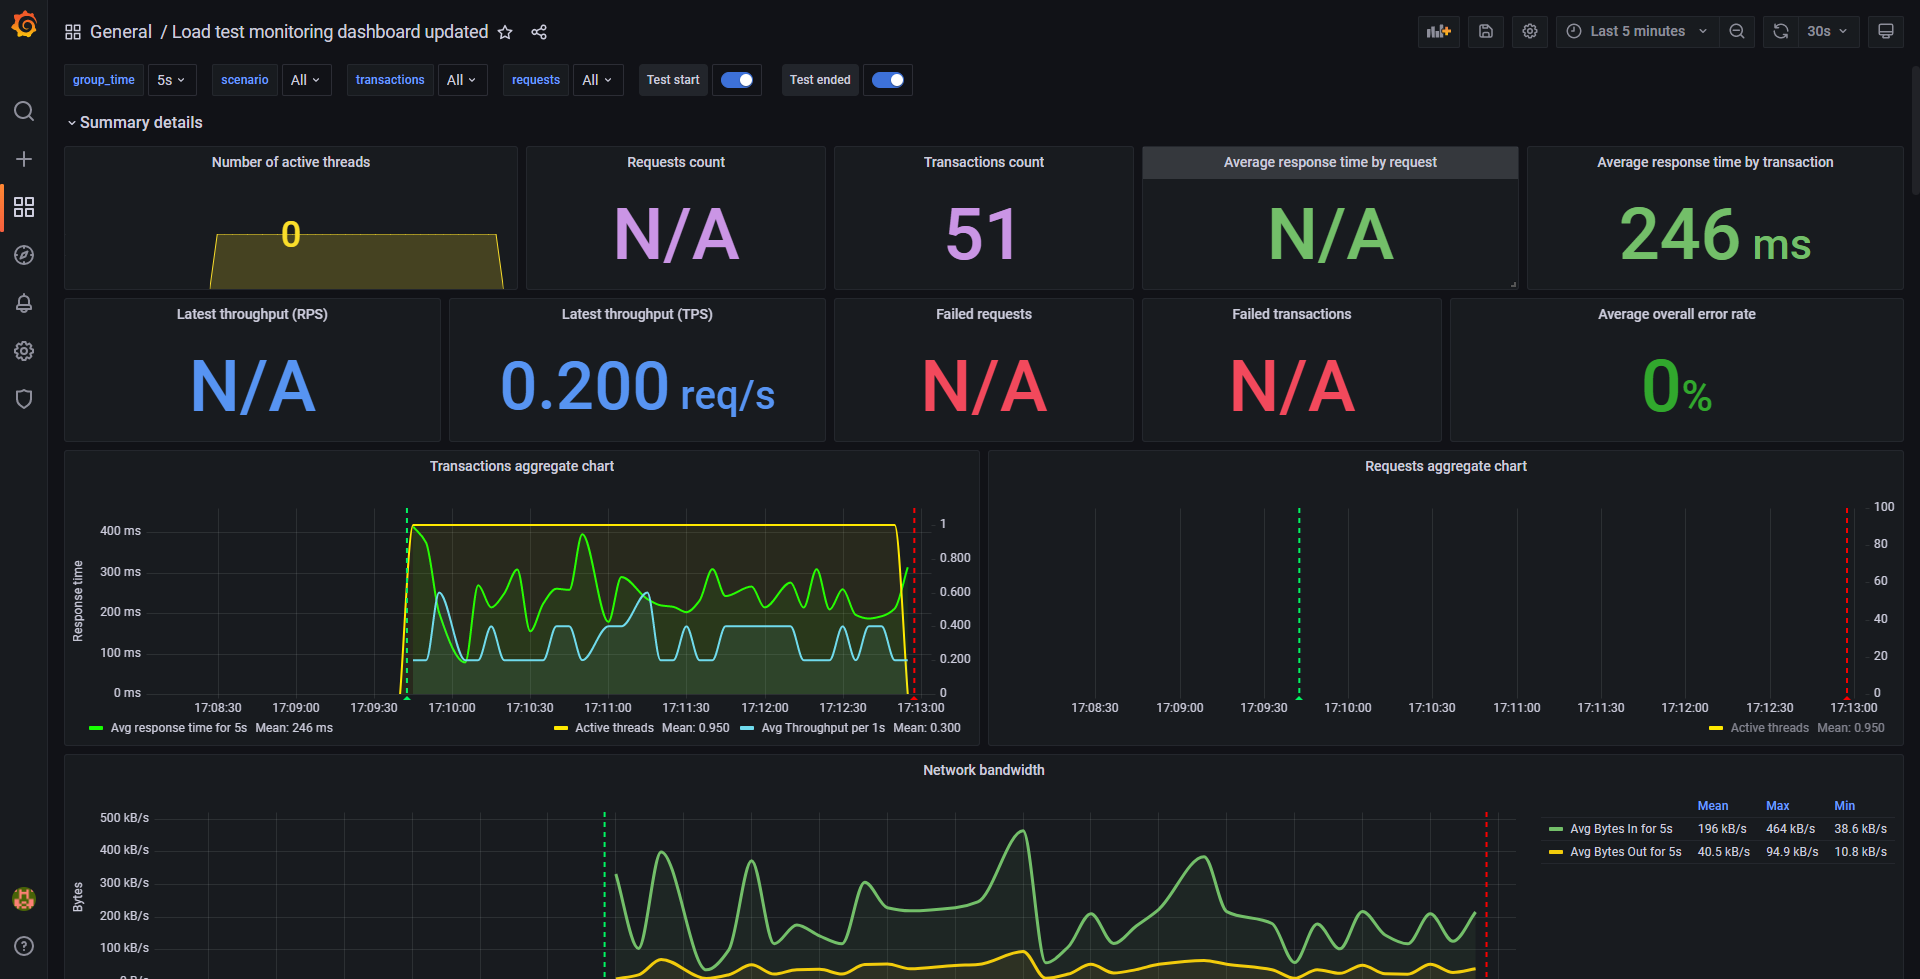 General / Load test monitoring dashboard updated
Last 5 minutes
30s
group_time 5s scenario All transactions All requests All Test start Test ended
Summary details
Number of active threads
0
Requests count
N/A
Transactions count
51
Average response time by request
N/A
Average response time by transaction
246 ms
Latest throughput (RPS)
N/A
Latest throughput (TPS)
0.200 req/s
Failed requests
N/A
Failed transactions
N/A
Average overall error rate
0%
Transactions aggregate chart
Response time
400 ms
300 ms
200 ms
100 ms
0 ms
1
0.800
0.600
0.400
0.200
0
17:08:30 17:09:00 17:09:30 17:10:00 17:10:30 17:11:00 17:11:30 17:12:00 17:12:30 17:13:00
Avg response time for 5s Mean: 246 ms Active threads Mean: 0.950 Avg Throughput per 1s Mean: 0.300
Requests aggregate chart
100
80
60
40
20
0
17:08:30 17:09:00 17:09:30 17:10:00 17:10:30 17:11:00 17:11:30 17:12:00 17:12:30 17:13:00
Active threads Mean: 0.950
Network bandwidth
Bytes
500 kB/s
400 kB/s
300 kB/s
200 kB/s
100 kB/s
0 B/s
Mean Max Min
Avg Bytes In for 5s 196 kB/s 464 kB/s 38.6 kB/s
Avg Bytes Out for 5s 40.5 kB/s 94.9 kB/s 10.8 kB/s